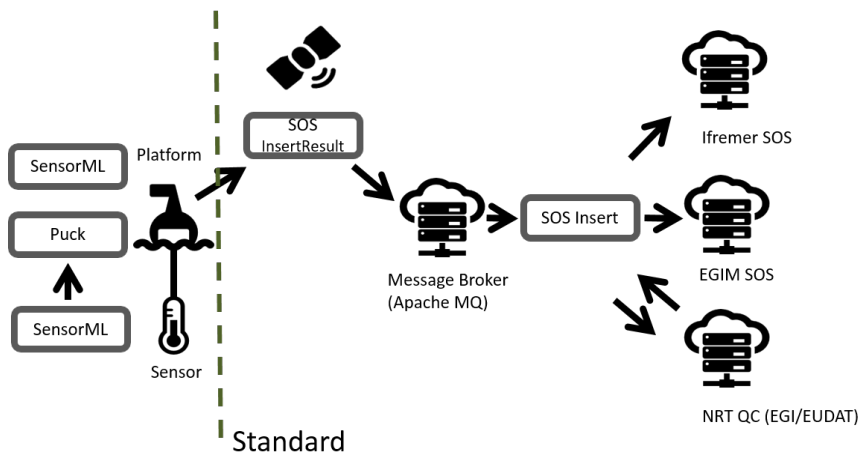 SensorML
Platform
Puck
SensorML
Sensor
SOS
InsertResult
Message Broker
(Apache MQ)
SOS Insert
Ifremer SOS
EGIM SOS
NRT QC (EGI/EUDAT)
Standard